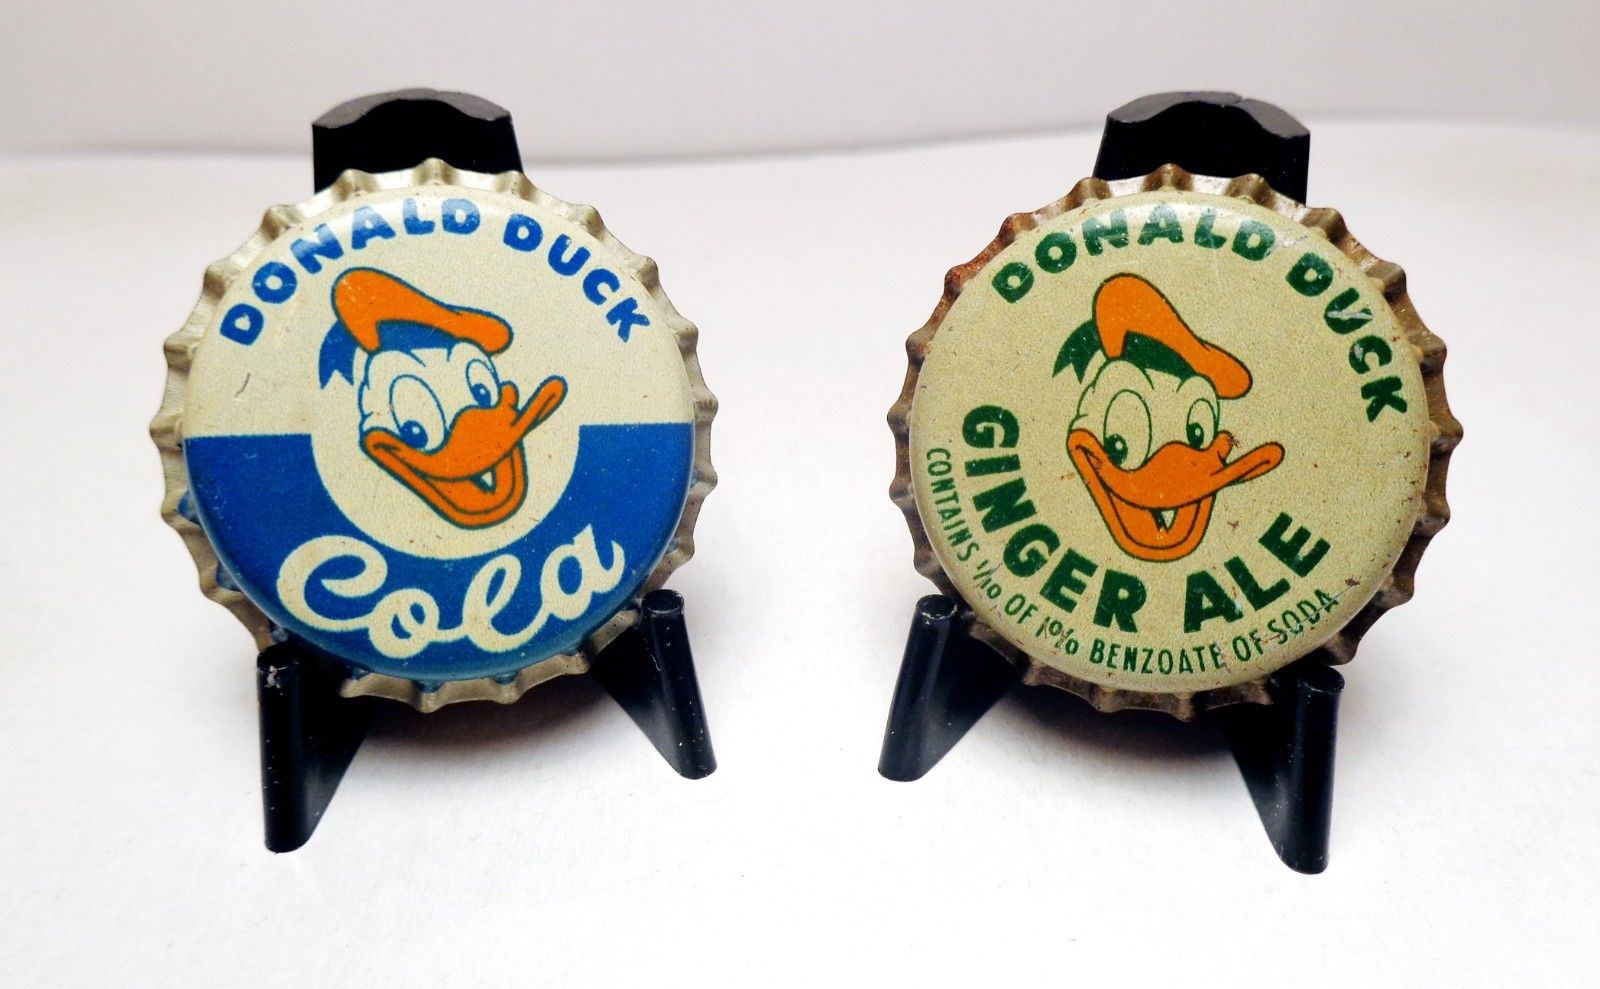 DONALD DUCK
Cola
DONALD DUCK
GINGER ALE
CONTAINS 1/10 OF 1% BENZOATE OF SODA